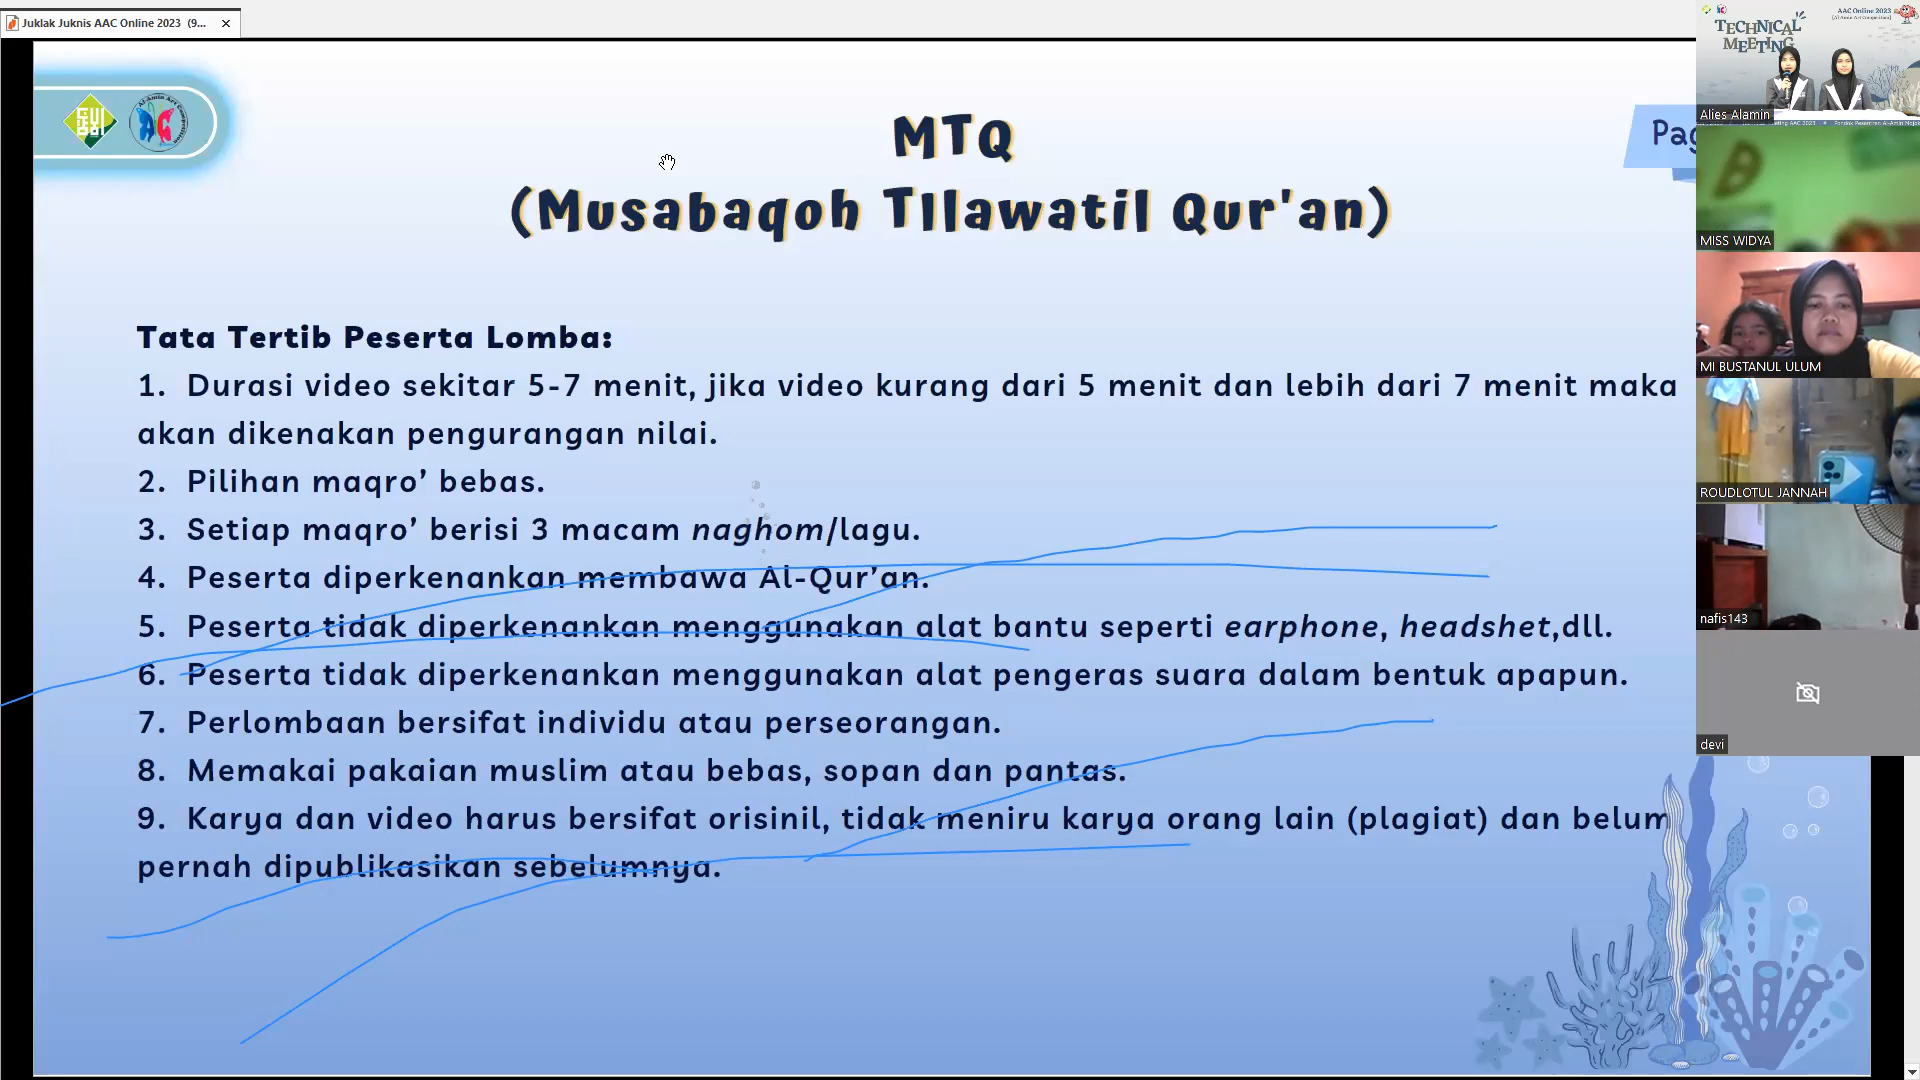 Juklak Juknis AAC Online 2023 (9...
MTQ
(Musabaqoh TIlawatil Qur'an)
Tata Tertib Peserta Lomba:
1. Durasi video sekitar 5-7 menit, jika video kurang dari 5 menit dan lebih dari 7 menit maka
akan dikenakan pengurangan nilai.
2. Pilihan maqro’ bebas.
3. Setiap maqro’ berisi 3 macam naghom/lagu.
4. Peserta diperkenankan membawa Al-Qur’an.
5. Peserta tidak diperkenankan menggunakan alat bantu seperti earphone, headshet,dll.
6. Peserta tidak diperkenankan menggunakan alat pengeras suara dalam bentuk apapun.
7. Perlombaan bersifat individu atau perseorangan.
8. Memakai pakaian muslim atau bebas, sopan dan pantas.
9. Karya dan video harus bersifat orisinil, tidak meniru karya orang lain (plagiat) dan belum
pernah dipublikasikan sebelumnya.
Pag
AAC Online 2023
TECHNICAL
MEETING
Alies Alamin
MISS WIDYA
MI BUSTANUL ULUM
ROUDLOTUL JANNAH
nafis143
devi